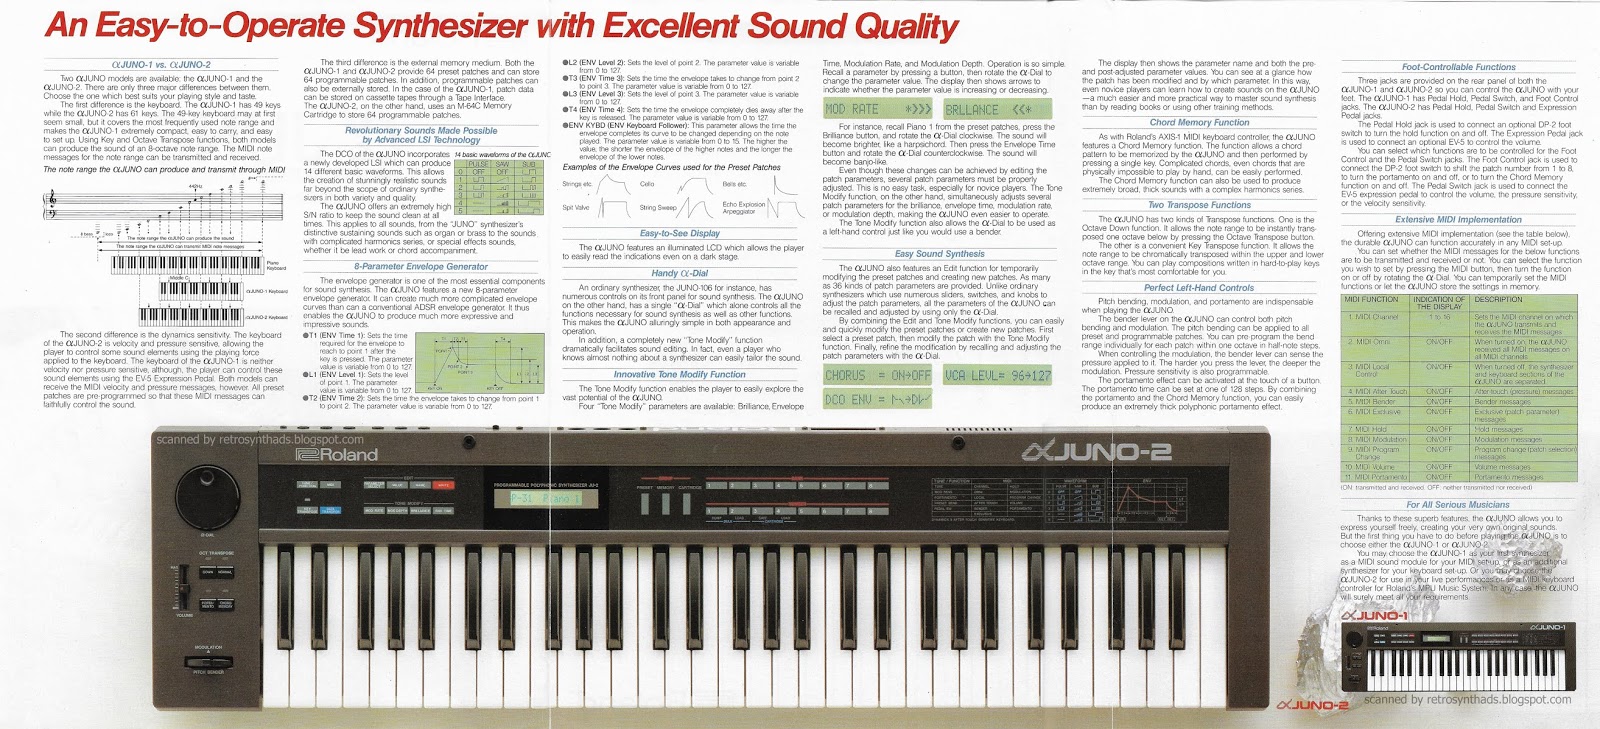 An Easy-to-Operate Synthesizer with Excellent Sound Quality
αJUNO-1 vs. αJUNO-2
Two αJUNO models are available: the αJUNO-1 and the
αJUNO-2. There are only three major differences between them.
Choose the one which best suits your playing style and taste.
The first difference is the keyboard. The αJUNO-1 has 49 keys
while the αJUNO-2 has 61 keys. The 49-key keyboard may at first
seem small, but it covers the most frequently used note range and
makes the αJUNO-1 extremely compact, easy to carry, and easy
to set up. Using Key and Octave Transpose functions, both models
can produce the sound of an 8-octave note range. The MIDI note
messages for the note range can be transmitted and received.
The note range the αJUNO can produce and transmit through MIDI
442Hz
The note range the αJUNO can produce the sound
The note range the αJUNO can transmit MIDI note messages
Piano
Keyboard
Middle C
αJUNO-1 Keyboard
αJUNO-2 Keyboard
The second difference is the dynamics sensitivity. The keyboard
of the αJUNO-2 is velocity and pressure sensitive, allowing the
player to control some sound elements using the playing force
applied to the keyboard. The keyboard of the αJUNO-1 is neither
velocity nor pressure sensitive, although, the player can control these
sound elements using the EV-5 Expression Pedal. Both models can
receive the MIDI velocity and pressure messages, however. All preset
patches are pre-programmed so that these MIDI messages can
faithfully control the sound.
The third difference is the external memory medium. Both the
αJUNO-1 and αJUNO-2 provide 64 preset patches and can store
64 programmable patches. In addition, programmable patches can
also be externally stored. In the case of the αJUNO-1, patch data
can be stored on cassette tapes through a Tape Interface.
The αJUNO-2, on the other hand, uses an M-64C Memory
Cartridge to store 64 programmable patches.
Revolutionary Sounds Made Possible
by Advanced LSI Technology
The DCO of the αJUNO incorporates
a newly developed LSI which can produce
14 different basic waveforms. This allows
the creation of stunningly realistic sounds
far beyond the scope of ordinary synthe-
sizers in both variety and quality.
The αJUNO offers an extremely high
S/N ratio to keep the sound clean at all
times. This applies to all sounds, from the "JUNO" synthesizer's
distinctive sustaining sounds such as organ or brass to the sounds
with complicated harmonics series, or special effects sounds,
whether it be lead work or chord accompaniment.
14 basic waveforms of the αJUNO
PULSE SAW SUB
0 OFF OFF
1
2
3
4
5
8-Parameter Envelope Generator
The envelope generator is one of the most essential components
for sound synthesis. The αJUNO features a new 8-parameter
envelope generator. It can create much more complicated envelope
curves than can a conventional ADSR envelope generator. It thus
enables the αJUNO to produce much more expressive and
impressive sounds.
●T1 (ENV Time 1): Sets the time
required for the envelope to
reach to point 1 after the
key is pressed. The parameter
value is variable from 0 to 127.
●L1 (ENV Level 1): Sets the level
of point 1. The parameter
value is variable from 0 to 127.
●T2 (ENV Time 2): Sets the time the envelope takes to change from point 1
to point 2. The parameter value is variable from 0 to 127.
●L2 (ENV Level 2): Sets the level of point 2. The parameter value is variable
from 0 to 127.
●T3 (ENV Time 3): Sets the time the envelope takes to change from point 2
to point 3. The parameter value is variable from 0 to 127.
●L3 (ENV Level 3): Sets the level of point 3. The parameter value is variable
from 0 to 127.
●T4 (ENV Time 4): Sets the time the envelope completely dies away after the
key is released. The parameter value is variable from 0 to 127.
●ENV KYBD (ENV Keyboard Follower): This parameter allows the time the
envelope completes its curve to be changed depending on the note
played. The parameter value is variable from 0 to 15. The higher the
value, the shorter the envelope of the higher notes and the longer the
envelope of the lower notes.
Examples of the Envelope Curves used for the Preset Patches
Strings etc. Cello Bells etc.
Spit Valve String Sweep Echo Explosion
Arpeggiator
Easy-to-See Display
The αJUNO features an illuminated LCD which allows the player
to easily read the indications even on a dark stage.
Handy α-Dial
An ordinary synthesizer, the JUNO-106 for instance, has
numerous controls on its front panel for sound synthesis. The αJUNO
on the other hand, has a single "α-Dial" which alone controls all the
functions necessary for sound synthesis as well as other functions.
This makes the αJUNO alluringly simple in both appearance and
operation.
In addition, a completely new "Tone Modify" function
dramatically facilitates sound editing. In fact, even a player who
knows almost nothing about a synthesizer can easily tailor the sound.
Innovative Tone Modify Function
The Tone Modify function enables the player to easily explore the
vast potential of the αJUNO.
Four "Tone Modify" parameters are available: Brilliance, Envelope
Time, Modulation Rate, and Modulation Depth. Operation is so simple.
Recall a parameter by pressing a button, then rotate the α-Dial to
change the parameter value. The display then shows arrows to
indicate whether the parameter value is increasing or decreasing.
MOD RATE *>>> BRLLANCE <<*
For instance, recall Piano 1 from the preset patches, press the
Brilliance button, and rotate the α-Dial clockwise. The sound will
become brighter, like a harpsichord. Then press the Envelope Time
button and rotate the α-Dial counterclockwise. The sound will
become banjo-like.
Even though these changes can be achieved by editing the
patch parameters, several patch parameters must be properly
adjusted. This is no easy task, especially for novice players. The Tone
Modify function, on the other hand, simultaneously adjusts several
patch parameters for the brilliance, envelope time, modulation rate,
or modulation depth, making the αJUNO even easier to operate.
The Tone Modify function also allows the α-Dial to be used as
a left-hand control just like you would use a bender.
Easy Sound Synthesis
The αJUNO also features an Edit function for temporarily
modifying the preset patches and creating new patches. As many
as 36 kinds of patch parameters are provided. Unlike ordinary
synthesizers which use numerous sliders, switches, and knobs to
adjust the patch parameters, all the parameters of the αJUNO can
be recalled and adjusted by using only the α-Dial.
By combining the Edit and Tone Modify functions, you can easily
and quickly modify the preset patches or create new patches. First
select a preset patch, then modify the patch with the Tone Modify
function. Finally, refine the modification by recalling and adjusting the
patch parameters with the α-Dial.
CHORUS = ON→OFF VCA LEVL= 96→127
DCO ENV =
The display then shows the parameter name and both the pre-
and post-adjusted parameter values. You can see at a glance how
the patch has been modified and by which parameter. In this way,
even novice players can learn how to create sounds on the αJUNO
—a much easier and more practical way to master sound synthesis
than by reading books or using other training methods.
Chord Memory Function
As with Roland's AXIS-1 MIDI keyboard controller, the αJUNO
features a Chord Memory function. The function allows a chord
pattern to be memorized by the αJUNO and then performed by
pressing a single key. Complicated chords, even chords that are
physically impossible to play by hand, can be easily performed.
The Chord Memory function can also be used to produce
extremely broad, thick sounds with a complex harmonics series.
Two Transpose Functions
The αJUNO has two kinds of Transpose functions. One is the
Octave Down function. It allows the note range to be instantly trans-
posed one octave below by pressing the Octave Transpose button.
The other is a convenient Key Transpose function. It allows the
note range to be chromatically transposed within the upper and lower
octave range. You can play compositions written in hard-to-play keys
in the key that's most comfortable for you.
Perfect Left-Hand Controls
Pitch bending, modulation, and portamento are indispensable
when playing the αJUNO.
The bender lever on the αJUNO can control both pitch
bending and modulation. The pitch bending can be applied to all
preset and programmable patches. You can pre-program the bend
range individually for each patch within one octave in half-note steps.
When controlling the modulation, the bender lever can sense the
pressure applied to it. The harder you press the lever, the deeper the
modulation. Pressure sensitivity is also programmable.
The portamento effect can be activated at the touch of a button.
The portamento time can be set at one of 128 steps. By combining
the portamento and the Chord Memory function, you can easily
produce an extremely thick polyphonic portamento effect.
Foot-Controllable Functions
Three jacks are provided on the rear panel of both the
αJUNO-1 and αJUNO-2 so you can control the αJUNO with your
feet. The αJUNO-1 has Pedal Hold, Pedal Switch, and Foot Control
jacks. The αJUNO-2 has Pedal Hold, Pedal Switch and Expression
Pedal jacks.
The Pedal Hold jack is used to connect an optional DP-2 foot
switch to turn the hold function on and off. The Expression Pedal jack
is used to connect an optional EV-5 to control the volume.
You can select which functions are to be controlled for the Foot
Control and the Pedal Switch jacks. The Foot Control jack is used to
connect the DP-2 foot switch to shift the patch number from 1 to 8,
to turn the portamento on and off, or to turn the Chord Memory
function on and off. The Pedal Switch jack is used to connect the
EV5 expression pedal to control the volume, the pressure sensitivity,
or the velocity sensitivity.
Extensive MIDI Implementation
Offering extensive MIDI implementation (see the table below),
the durable αJUNO can function accurately in any MIDI set-up.
You can set whether the MIDI messages for the below functions
are to be transmitted and received or not. You can select the function
you wish to set by pressing the MIDI button, then turn the function
on or off by rotating the α-Dial. You can temporarily set the MIDI
functions or let the αJUNO store the settings in memory.
MIDI FUNCTION INDICATION OF THE DISPLAY DESCRIPTION
1. MIDI Channel 1 to 16 Sets the MIDI channel on which the αJUNO transmits and receives the MIDI messages
2. MIDI Omni ON/OFF When turned on, the αJUNO received all MIDI messages on all MIDI channels
3. MIDI Local Control ON/OFF When turned off, the synthesizer and keyboard sections of the αJUNO are separated.
4. MIDI After Touch ON/OFF After-touch (pressure) messages
5. MIDI Bender ON/OFF Bender messages
6. MIDI Exclusive ON/OFF Exclusive (patch parameter) messages
7. MIDI Hold ON/OFF Hold messages
8. MIDI Modulation ON/OFF Modulation messages
9. MIDI Program Change ON/OFF Program change (patch selection) messages
10. MIDI Volume ON/OFF Volume messages
11. MIDI Portamento ON/OFF Portamento messages
(ON: transmitted and received OFF: neither transmitted nor received)
For All Serious Musicians
Thanks to these superb features, the αJUNO allows you to
express yourself freely, creating your very own original sounds.
But the first thing you have to do before playing the αJUNO is to
choose either the αJUNO-1 or αJUNO-2.
You may choose the αJUNO-1 as your first synthesizer,
as a MIDI sound module for your MIDI set-up, or as an additional
synthesizer for your keyboard set-up. Or you may choose the
αJUNO-2 for use in your live performances or as a MIDI keyboard
controller for Roland's MPU Music System. In any case, the αJUNO
will surely meet all your requirements.
scanned by retrosynthads.blogspot.com
Roland
αJUNO-2
PROGRAMMABLE POLYPHONIC SYNTHESIZER JU-2
P-31 Piano 1
PRESET MEMORY CARTRIDGE
α-DIAL
OCT TRANSPOSE
DOWN NORMAL
VOLUME
MODULATION
PITCH BENDER
αJUNO-1
Roland
αJUNO-1
αJUNO-2
scanned by retrosynthads.blogspot.com